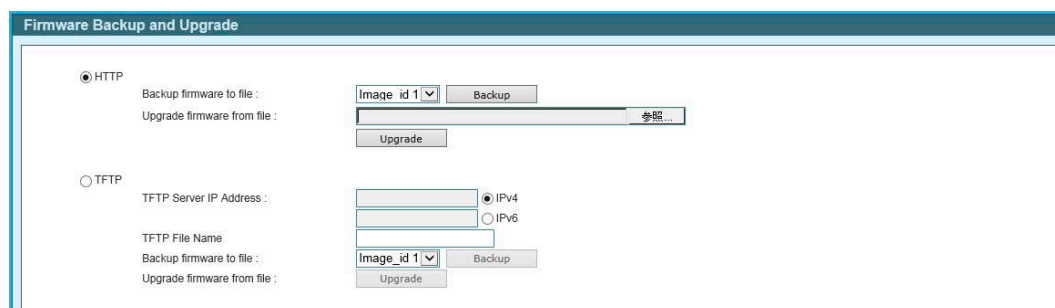 Firmware Backup and Upgrade
HTTP
Backup firmware to file : Image_id 1 Backup
Upgrade firmware from file : 参照...
Upgrade
TFTP
TFTP Server IP Address : IPv4
IPv6
TFTP File Name
Backup firmware to file : Image_id 1 Backup
Upgrade firmware from file : Upgrade